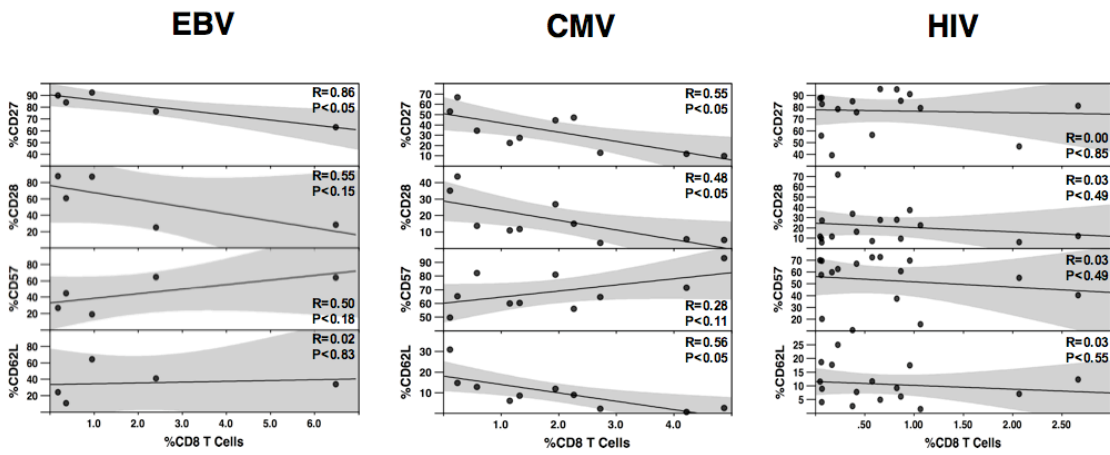 EBV
CMV
HIV
%CD27
90
80
70
60
50
40
R=0.86
P<0.05
%CD28
80
60
40
20
R=0.55
P<0.15
%CD57
80
60
40
20
R=0.50
P<0.18
%CD62L
80
60
40
20
R=0.02
P<0.83
1.0 2.0 3.0 4.0 5.0 6.0
%CD8 T Cells
%CD27
70
60
50
40
30
20
10
R=0.55
P<0.05
%CD28
40
30
20
10
R=0.48
P<0.05
%CD57
90
80
70
60
50
R=0.28
P<0.11
%CD62L
30
20
10
R=0.56
P<0.05
1.0 2.0 3.0 4.0
%CD8 T Cells
%CD27
90
80
70
60
50
40
R=0.00
P<0.85
%CD28
70
60
50
40
30
20
10
R=0.03
P<0.49
%CD57
70
60
50
40
30
20
R=0.03
P<0.49
%CD62L
25
20
15
10
5
R=0.03
P<0.55
.50 1.00 1.50 2.00 2.50
%CD8 T Cells